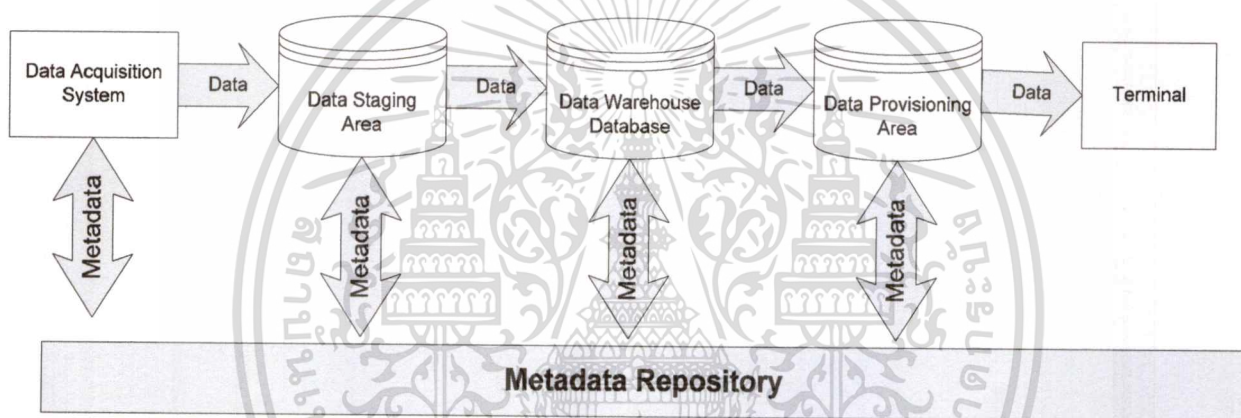 Data Acquisition
System
Data
Data Staging
Area
Data
Data Warehouse
Database
Data
Data Provisioning
Area
Data
Terminal
Metadata
Metadata
Metadata
Metadata
Metadata Repository